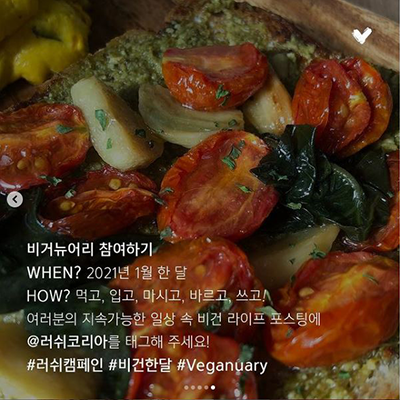 비거뉴어리 참여하기
WHEN? 2021년 1월 한 달
HOW? 먹고, 입고, 마시고, 바르고, 쓰고!
여러분의 지속가능한 일상 속 비건 라이프 포스팅에
@러쉬코리아를 태그해 주세요!
#러쉬캠페인 #비건한달 #Veganuary